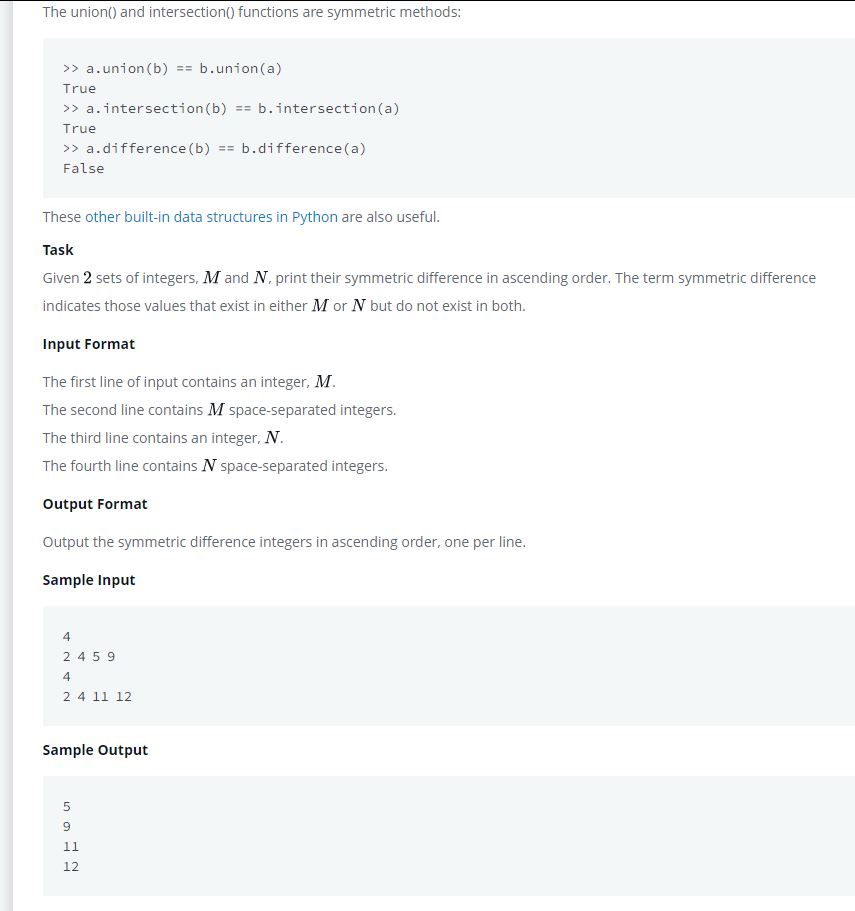 The union() and intersection() functions are symmetric methods:
>> a.union(b) == b.union(a)
True
>> a.intersection(b) == b.intersection(a)
True
>> a.difference(b) == b.difference(a)
False
These other built-in data structures in Python are also useful.
Task
Given 2 sets of integers, M and N, print their symmetric difference in ascending order. The term symmetric difference
indicates those values that exist in either M or N but do not exist in both.
Input Format
The first line of input contains an integer, M.
The second line contains M space-separated integers.
The third line contains an integer, N.
The fourth line contains N space-separated integers.
Output Format
Output the symmetric difference integers in ascending order, one per line.
Sample Input
4
2 4 5 9
4
2 4 11 12
Sample Output
5
9
11
12